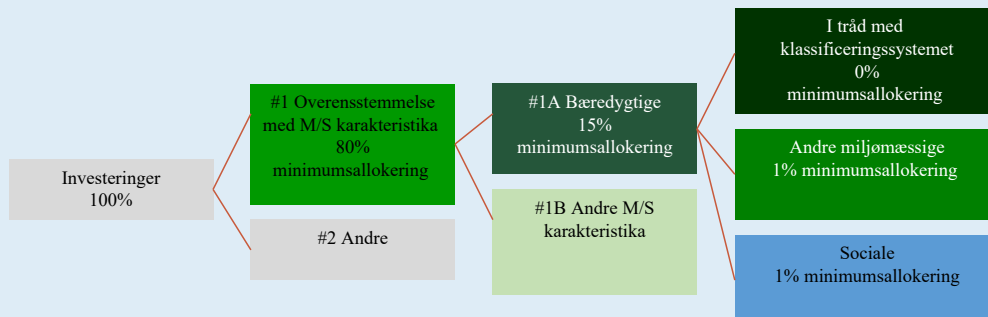 Investeringer
100%
#1 Overensstemmelse
med M/S karakteristika
80%
minimumsallokering
#2 Andre
#1A Bæredygtige
15%
minimumsallokering
#1B Andre M/S
karakteristika
I tråd med
klassificeringssystemet
0%
minimumsallokering
Andre miljømæssige
1% minimumsallokering
Sociale
1% minimumsallokering